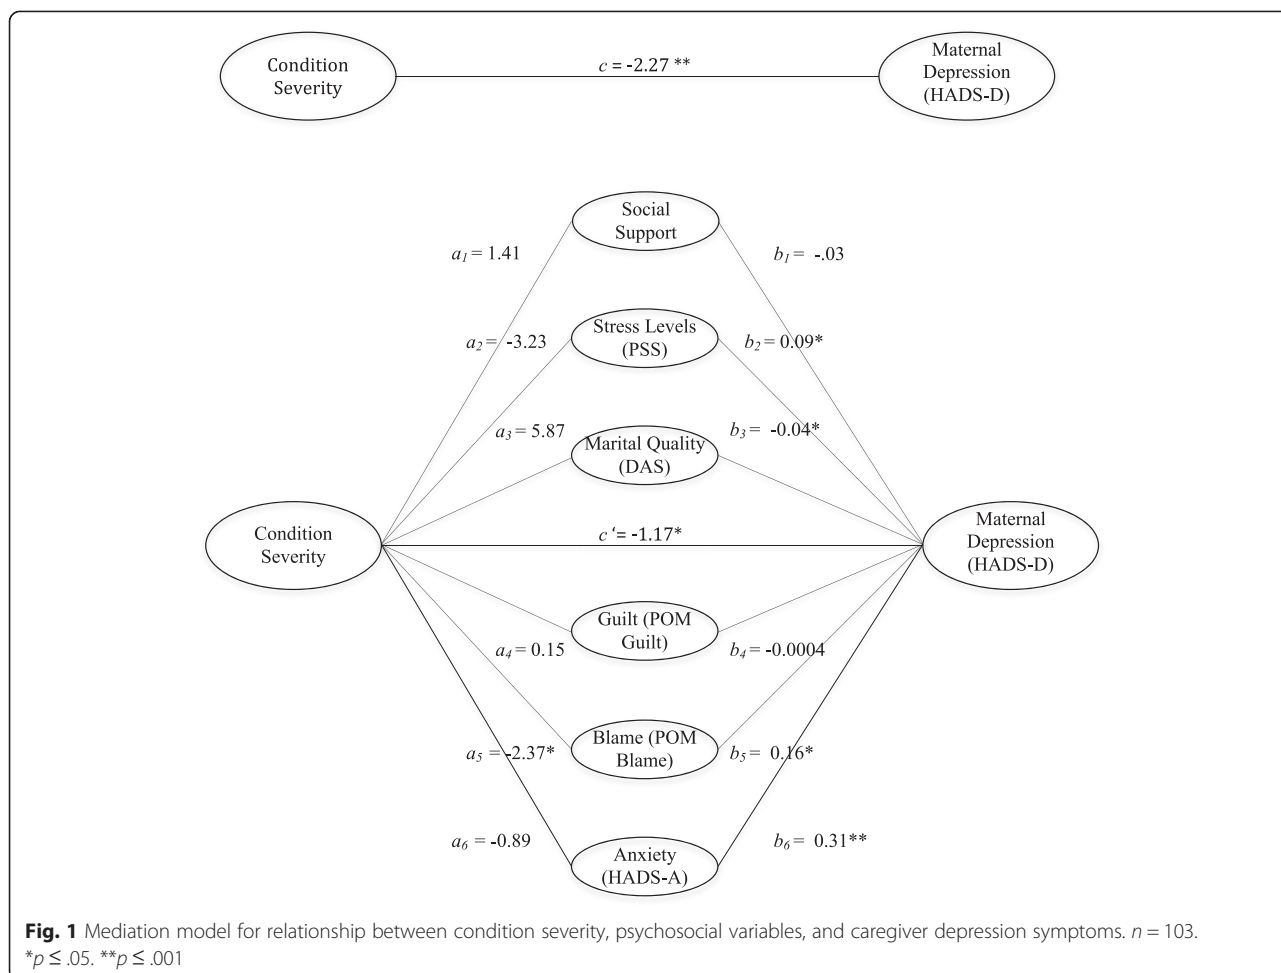 Condition
Severity
c = -2.27 **
Maternal
Depression
(HADS-D)
Social
Support
a1 = 1.41
b1 = -.03
Stress Levels
(PSS)
a2 = -3.23
b2 = 0.09*
a3 = 5.87
Marital Quality
(DAS)
b3 = -0.04*
Condition
Severity
c ‘= -1.17*
Maternal
Depression
(HADS-D)
Guilt (POM
Guilt)
a4 = 0.15
b4 = -0.0004
Blame (POM
Blame)
a5 = -2.37*
b5 = 0.16*
a6 = -0.89
Anxiety
(HADS-A)
b6 = 0.31**
Fig. 1 Mediation model for relationship between condition severity, psychosocial variables, and caregiver depression symptoms. n = 103.
*p ≤ .05. **p ≤ .001